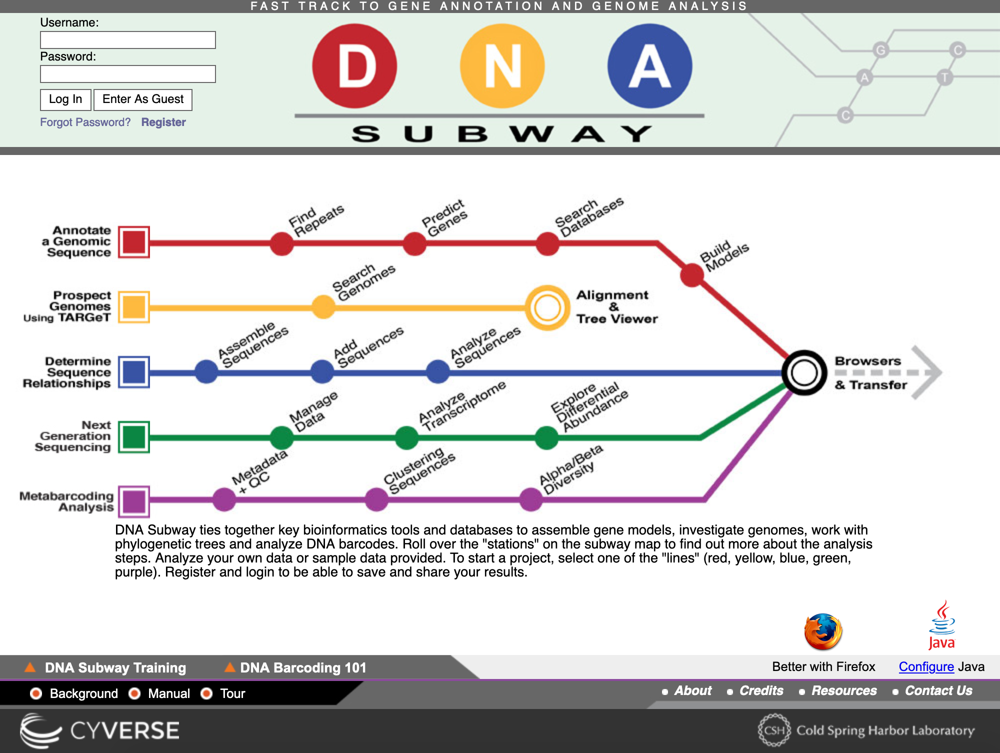 FAST TRACK TO GENE ANNOTATION AND GENOME ANALYSIS
Username:
Password:
Log In
Enter As Guest
Forgot Password?
Register
D N A
SUBWAY
G
C
A
T
C
Annotate
a Genomic
Sequence
Find
Repeats
Predict
Genes
Search
Databases
Build
Models
Prospect
Genomes
Using TARGeT
Search
Genomes
Alignment
&
Tree Viewer
Determine
Sequence
Relationships
Assemble
Sequences
Add
Sequences
Analyze
Sequences
Browsers
& Transfer
Next
Generation
Sequencing
Manage
Data
Analyze
Transcriptome
Explore
Differential
Abundance
Metabarcoding
Analysis
Metadata
+ QC
Clustering
Sequences
Alpha/Beta
Diversity
DNA Subway ties together key bioinformatics tools and databases to assemble gene models, investigate genomes, work with
phylogenetic trees and analyze DNA barcodes. Roll over the "stations" on the subway map to find out more about the analysis
steps. Analyze your own data or sample data provided. To start a project, select one of the "lines" (red, yellow, blue, green,
purple). Register and login to be able to save and share your results.
Java
DNA Subway Training
DNA Barcoding 101
Better with Firefox
Configure Java
Background
Manual
Tour
About
Credits
Resources
Contact Us
CYVERSE
CSH
Cold Spring Harbor Laboratory